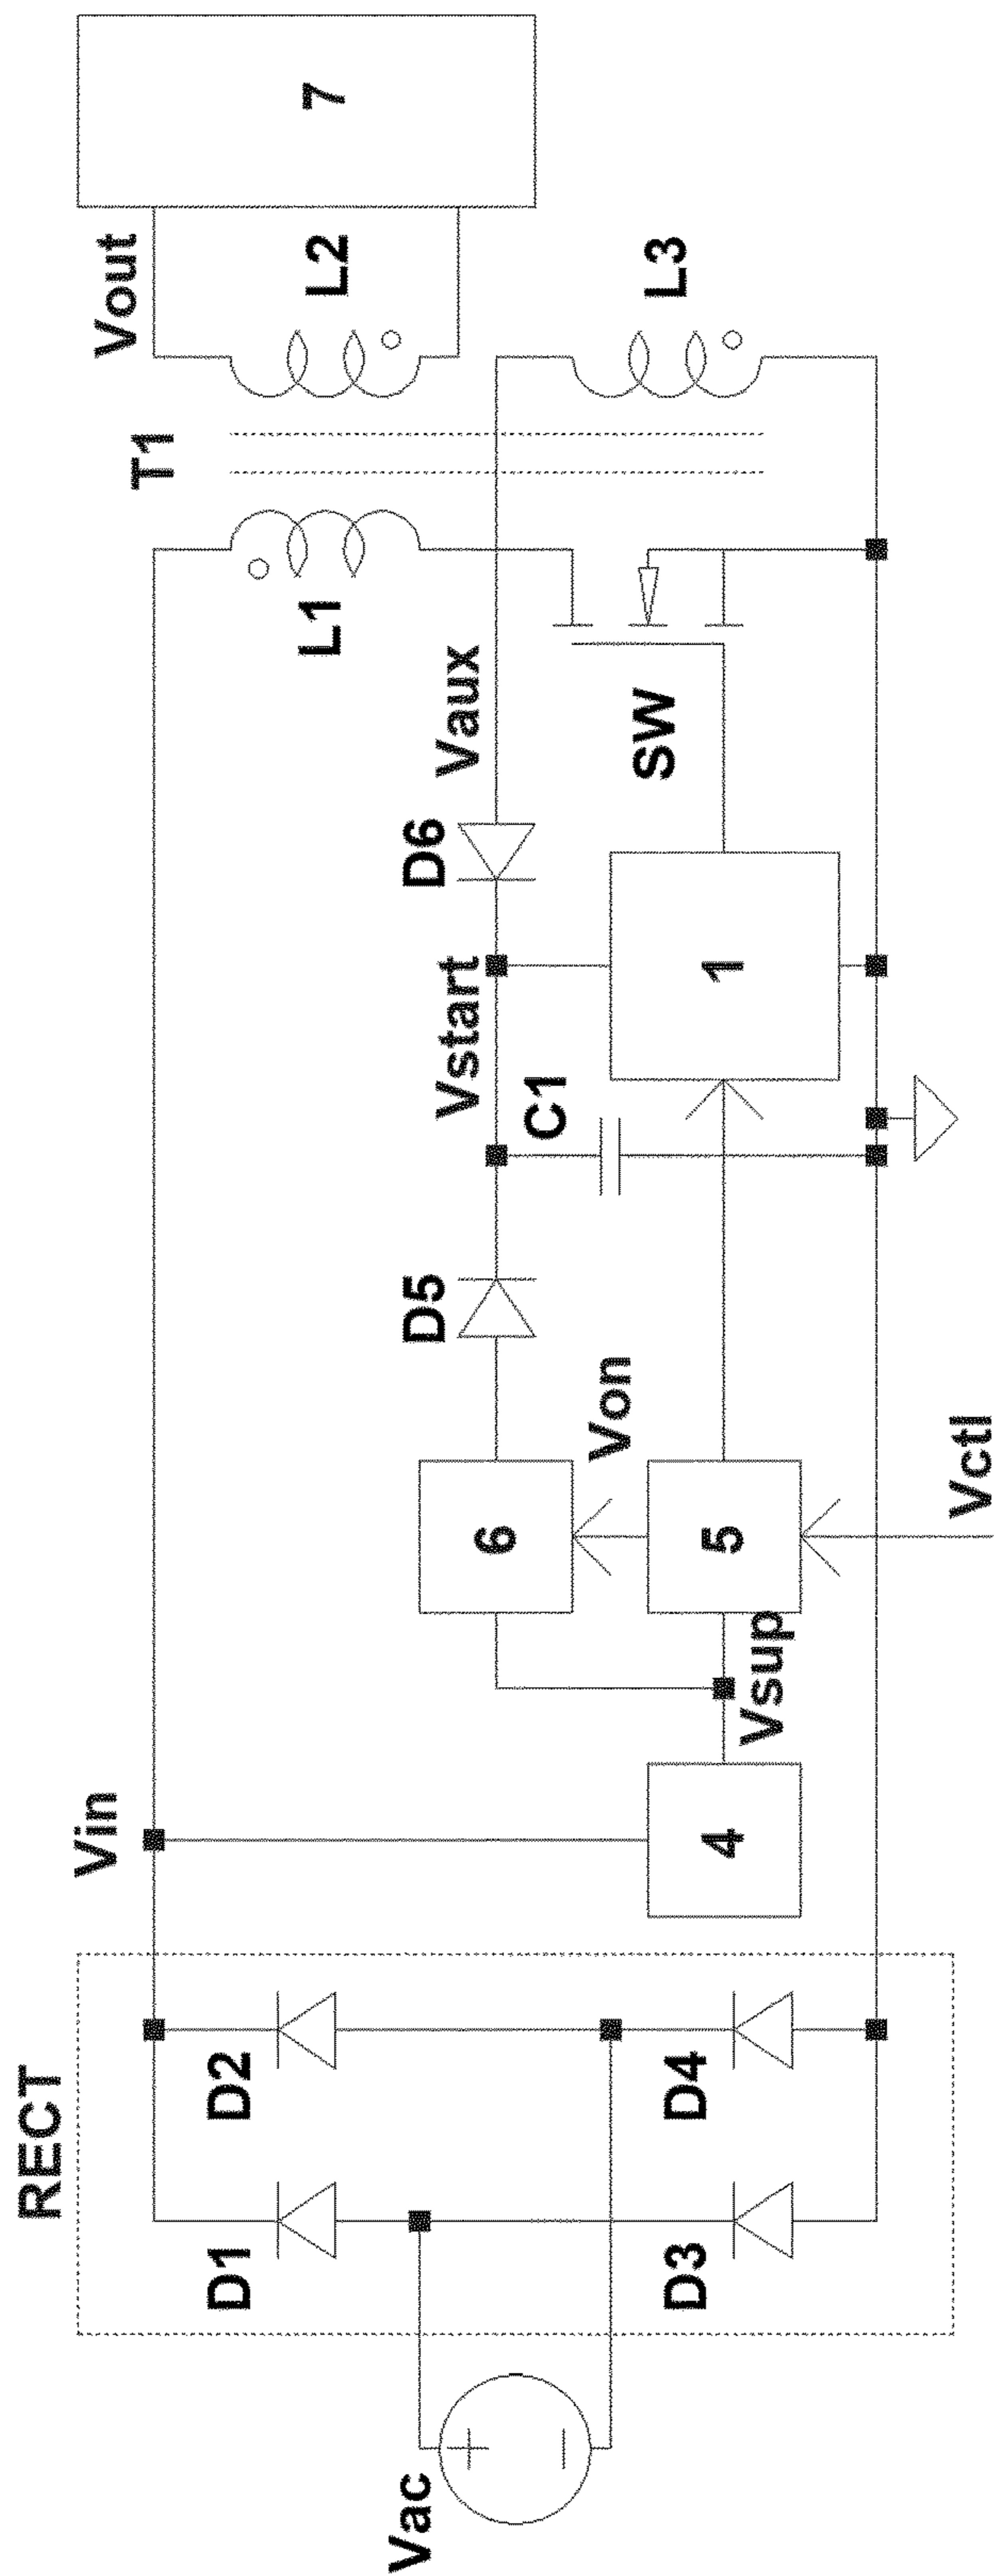 RECT
Vac
D1
D2
D3
D4
Vin
4
Vsup
5
Vctl
6
Von
D5
C1
Vstart
1
D6
Vaux
SW
L1
T1
L2
L3
Vout
7